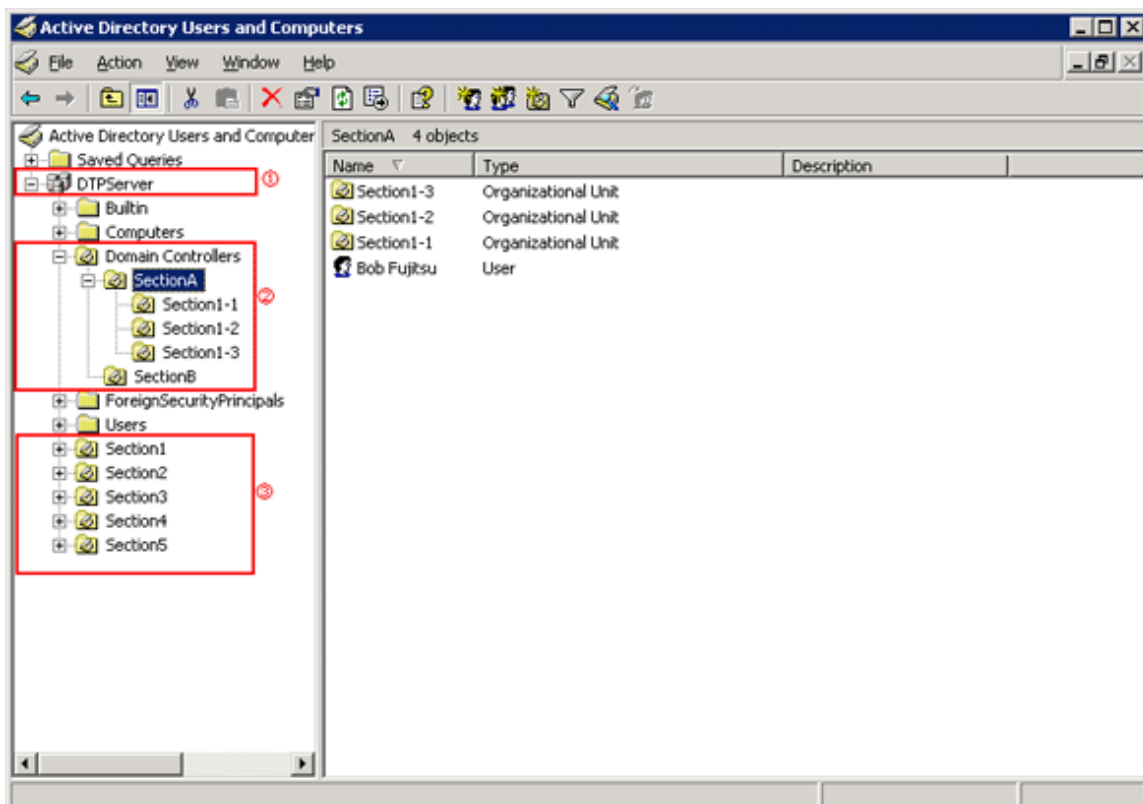 Active Directory Users and Computers
File Action View Window Help
Active Directory Users and Computer
Saved Queries
DTPServer ①
Builtin
Computers
Domain Controllers
SectionA
②
Section1-1
Section1-2
Section1-3
SectionB
ForeignSecurityPrincipals
Users
Section1
Section2
Section3
③
Section4
Section5
SectionA 4 objects
Name Type Description
Section1-3 Organizational Unit
Section1-2 Organizational Unit
Section1-1 Organizational Unit
Bob Fujitsu User